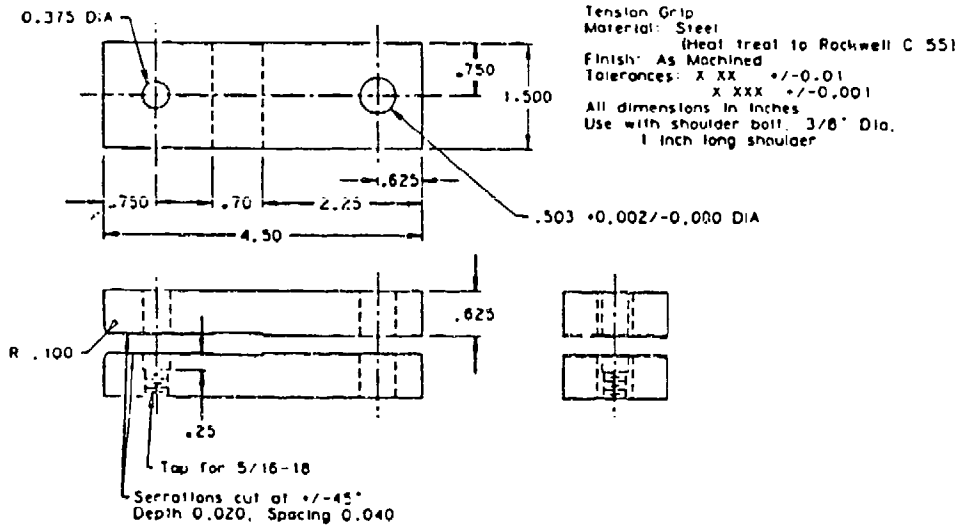 0.375 DIA
Tension Grip
Material: Steel
(Heat treat to Rockwell C 55)
Finish: As Machined
Tolerances: X XX +/-0.01
X XXX +/-0.001
All dimensions in inches
Use with shoulder bolt, 3/8" Dia,
1 inch long shoulder
.750
1.500
.625
.750
.70
2.25
.503 +0.002/-0.000 DIA
4.50
.625
R .100
.25
Tap for 5/16-18
Serrations cut at +/-45°
Depth 0.020, Spacing 0.040